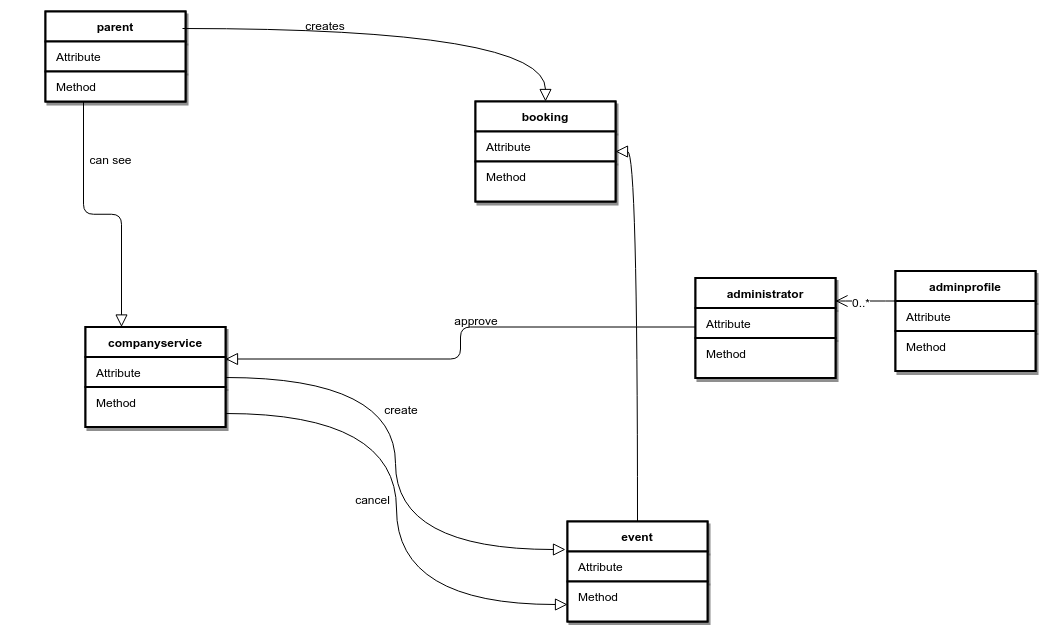 parent
Attribute
Method
creates
can see
booking
Attribute
Method
administrator
Attribute
Method
0..*
adminprofile
Attribute
Method
approve
companyservice
Attribute
Method
create
cancel
event
Attribute
Method